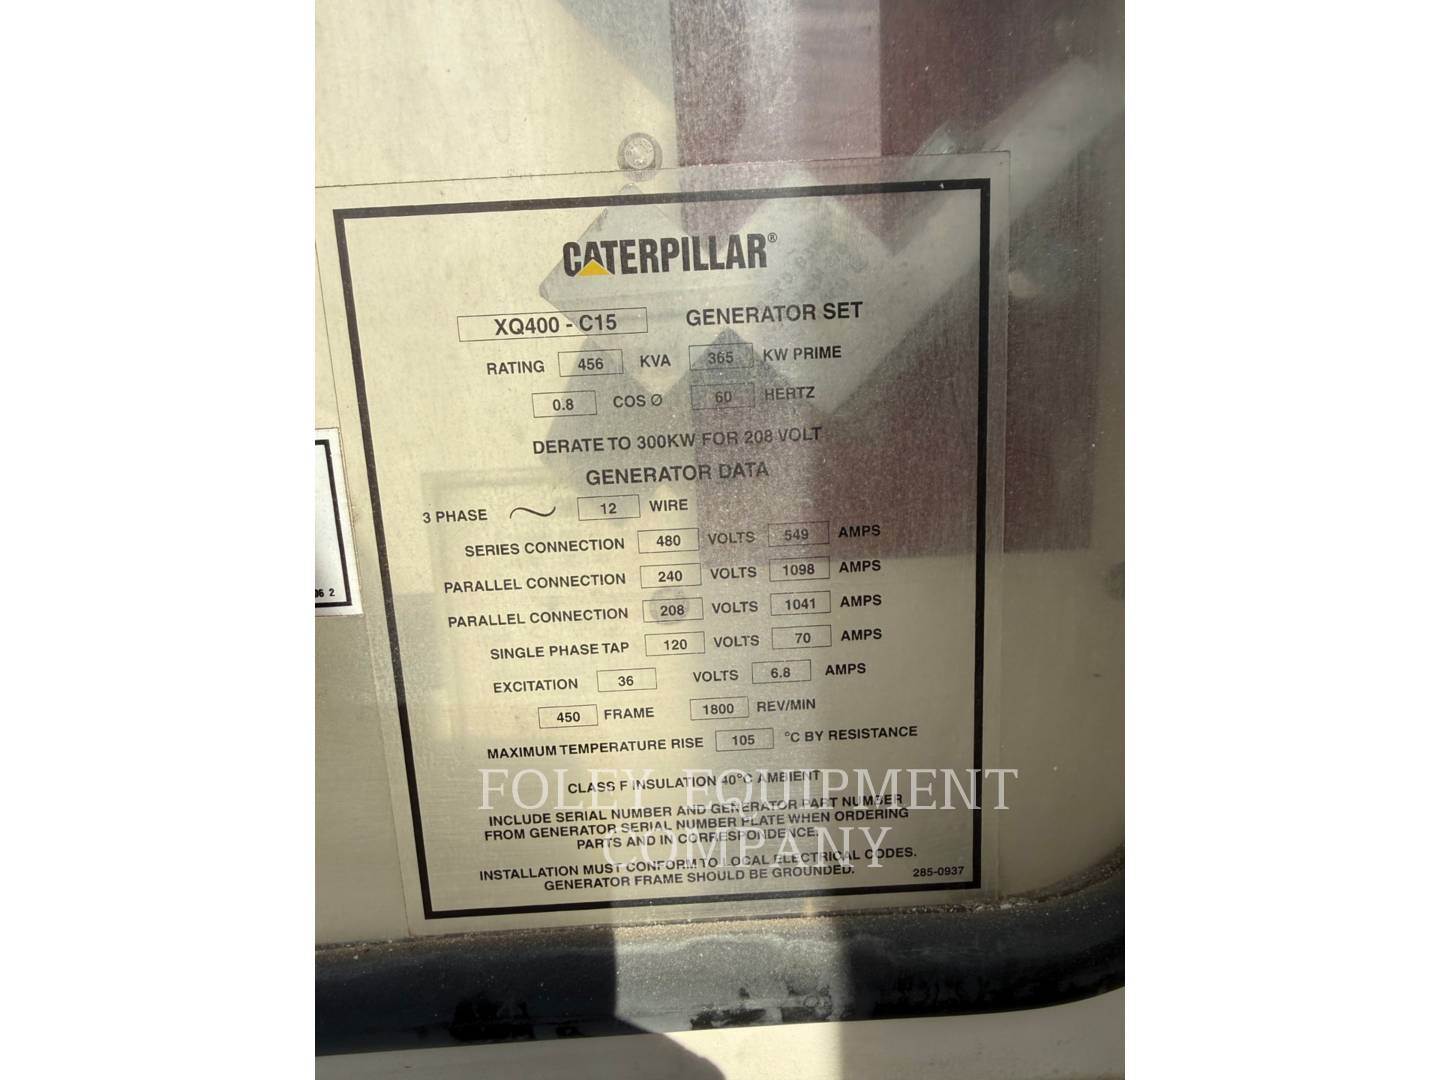 CATERPILLAR®
XQ400 - C15 GENERATOR SET
RATING 456 KVA 365 KW PRIME
0.8 COS Ø 60 HERTZ
DERATE TO 300KW FOR 208 VOLT
GENERATOR DATA
3 PHASE 12 WIRE
SERIES CONNECTION 480 VOLTS 549 AMPS
PARALLEL CONNECTION 240 VOLTS 1098 AMPS
PARALLEL CONNECTION 208 VOLTS 1041 AMPS
SINGLE PHASE TAP 120 VOLTS 70 AMPS
EXCITATION 36 VOLTS 6.8 AMPS
450 FRAME 1800 REV/MIN
MAXIMUM TEMPERATURE RISE 105 °C BY RESISTANCE
CLASS F INSULATION 40°C AMBIENT
INCLUDE SERIAL NUMBER AND GENERATOR PART NUMBER
FROM GENERATOR SERIAL NUMBER PLATE WHEN ORDERING
PARTS AND IN CORRESPONDENCE.
INSTALLATION MUST CONFORM TO LOCAL ELECTRICAL CODES.
GENERATOR FRAME SHOULD BE GROUNDED. 285-0937
FOLEY EQUIPMENT
COMPANY